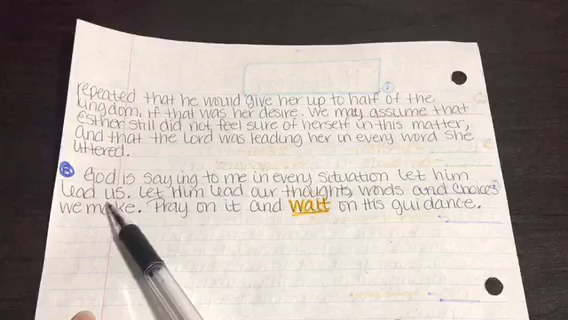 repeated that he would give her up to half of the
kingdom, if that was her desire. We may assume that
Esther still did not feel sure of herself in this matter,
and that the Lord was leading her in every word she
uttered.
God is saying to me in every situation let him
lead us. Let Him lead our thoughts, words and choices
we make. Pray on it and wait on His guidance.